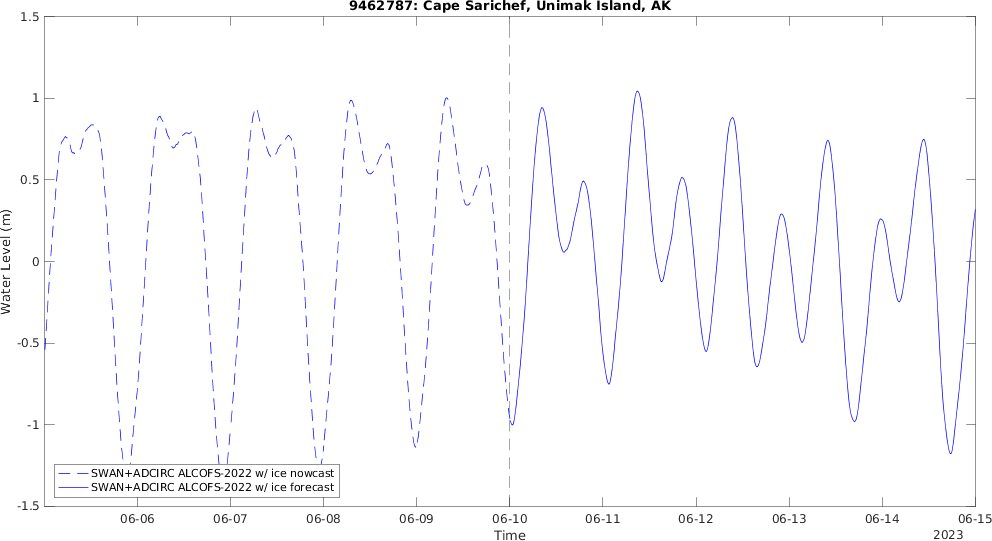 9462787: Cape Sarichef, Unimak Island, AK
1.5
1
0.5
0
-0.5
-1
-1.5
Water Level (m)
SWAN+ADCIRC ALCOFS-2022 w/ ice nowcast
SWAN+ADCIRC ALCOFS-2022 w/ ice forecast
06-06 06-07 06-08 06-09 06-10 06-11 06-12 06-13 06-14 06-15
Time
2023